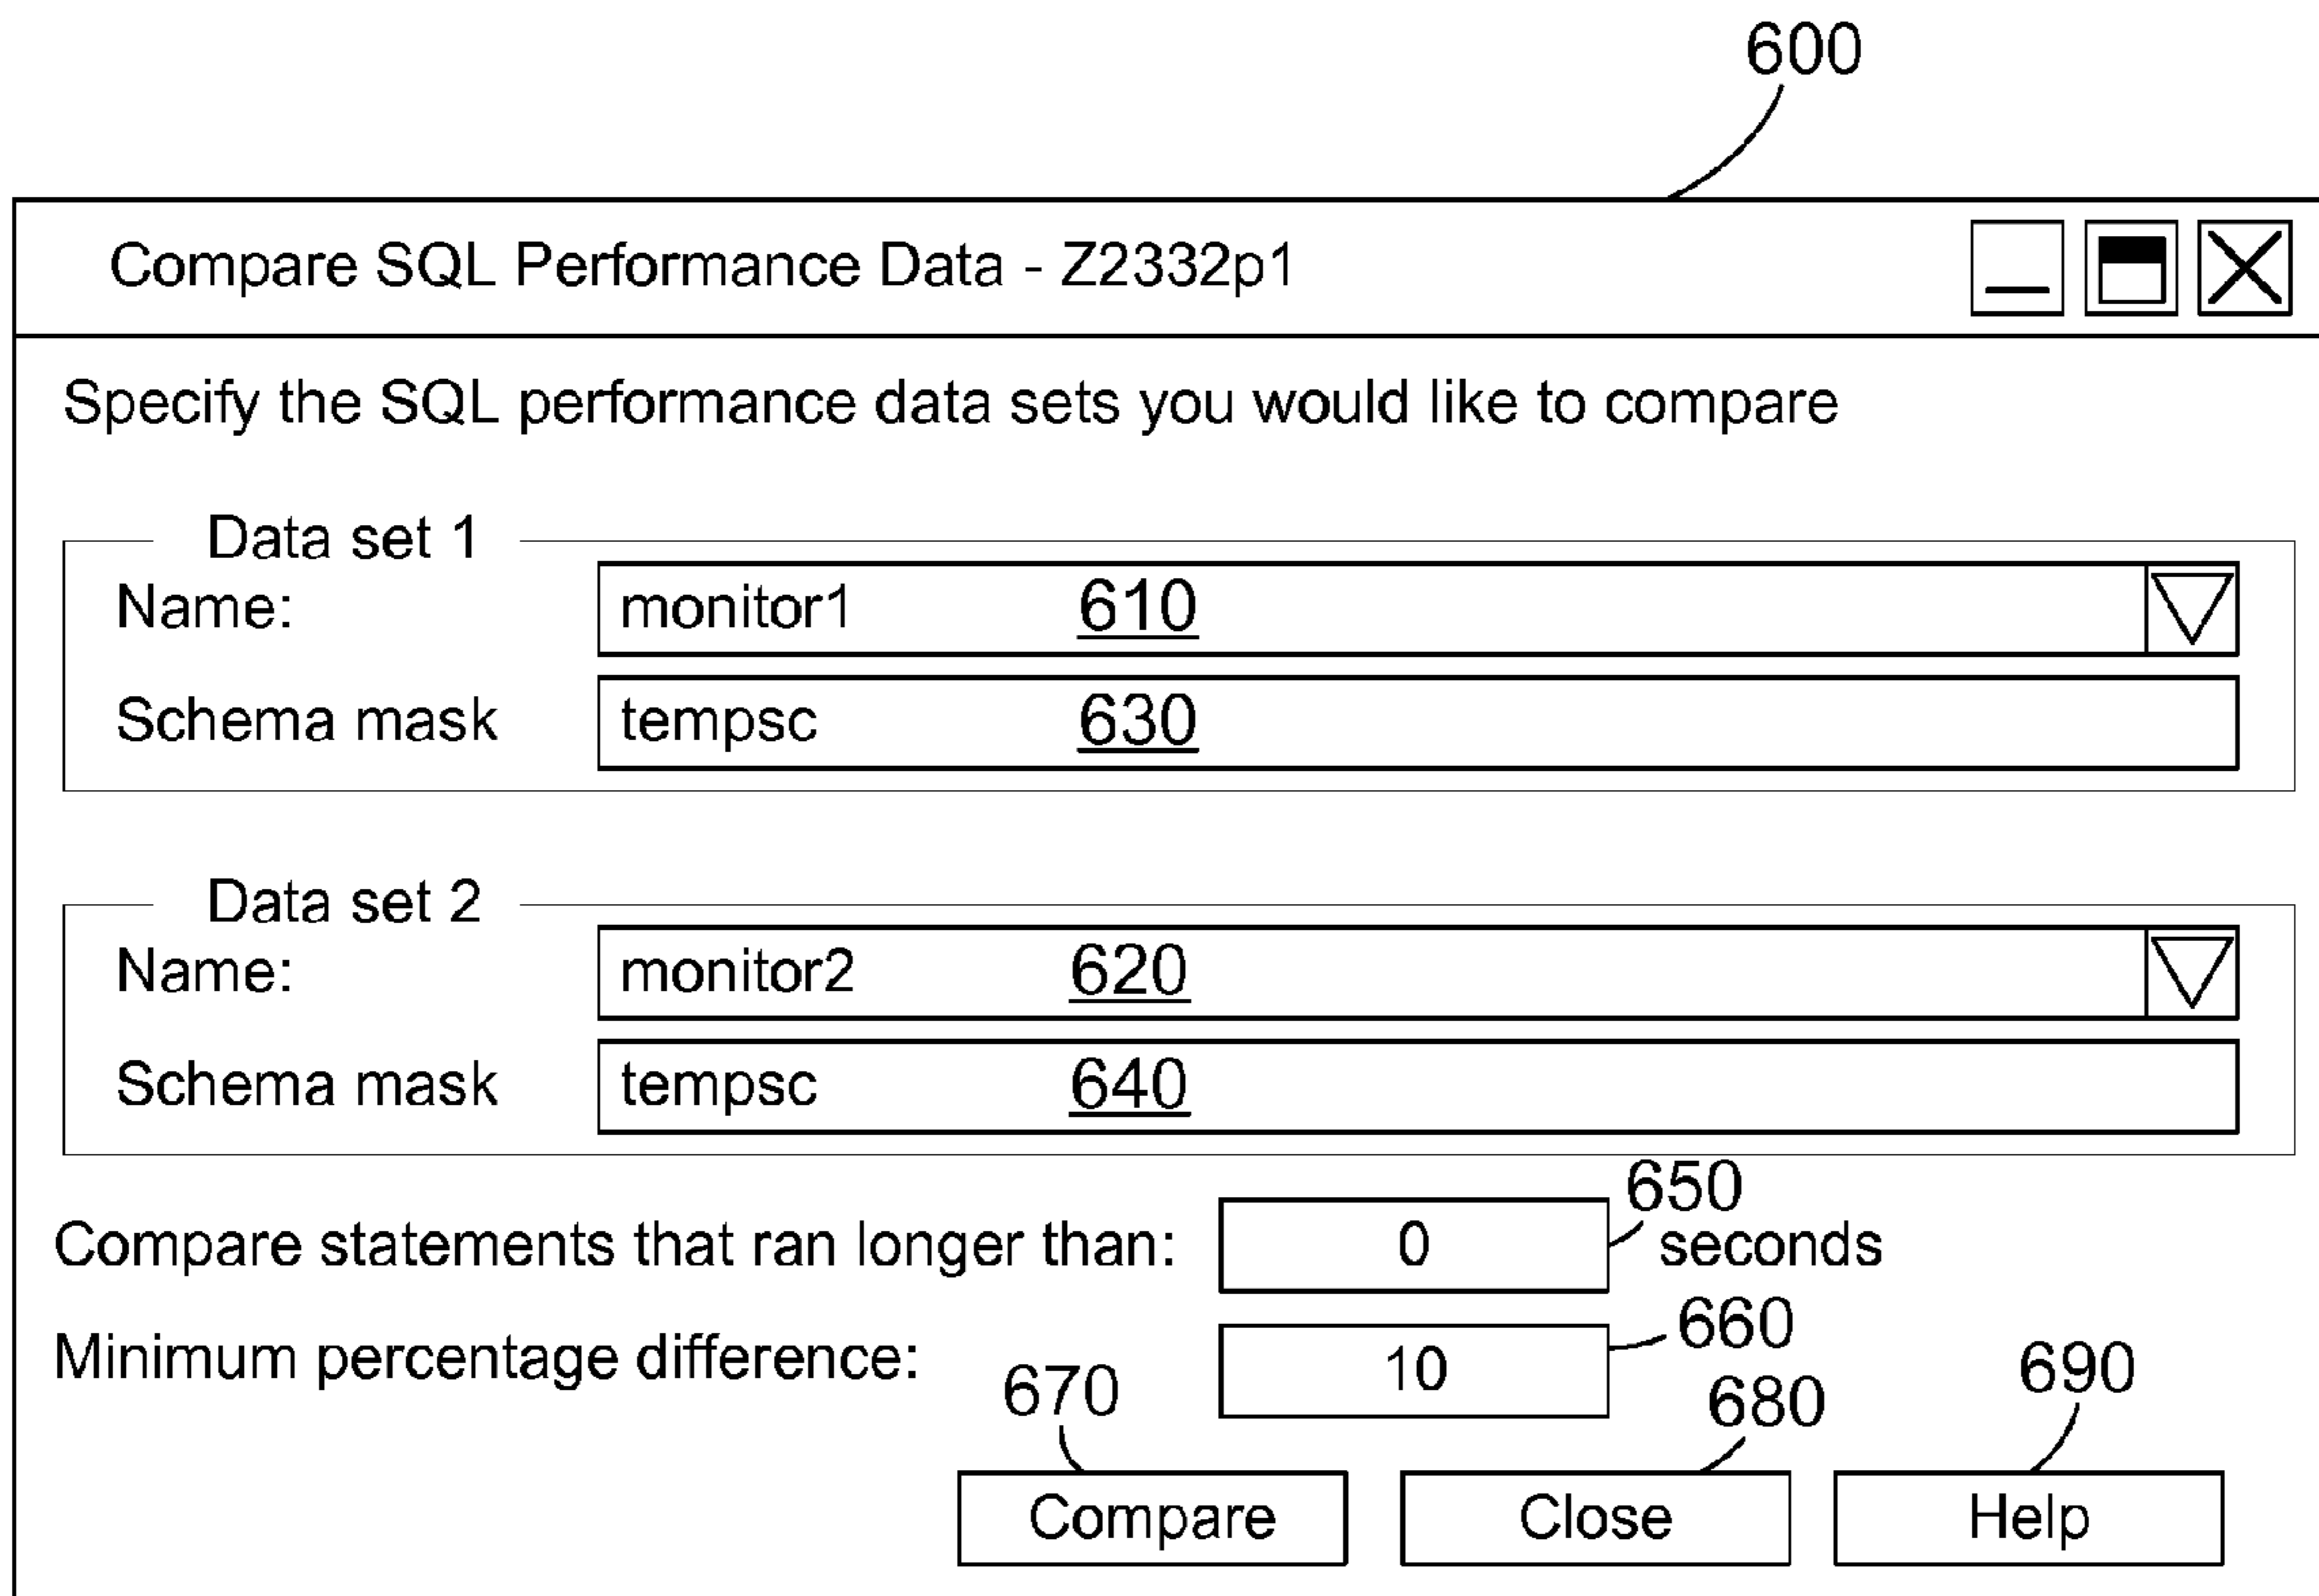 600
Compare SQL Performance Data - Z2332p1
Specify the SQL performance data sets you would like to compare
Data set 1
Name: monitor1 610
Schema mask tempsc 630
Data set 2
Name: monitor2 620
Schema mask tempsc 640
650
Compare statements that ran longer than: 0 seconds
660
Minimum percentage difference: 10
670 680 690
Compare Close Help